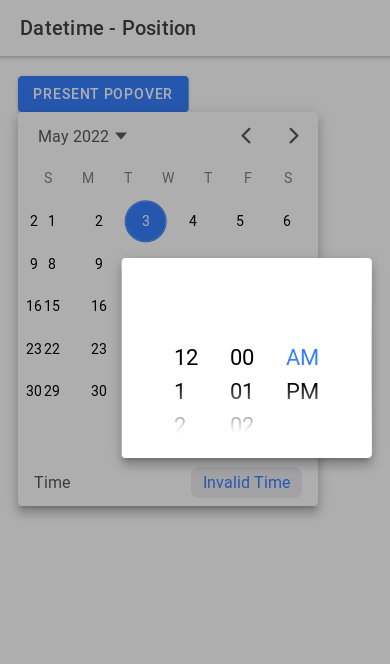 Datetime - Position
PRESENT POPOVER
May 2022
S M T W T F S
2 1 2 3 4 5 6
9 8 9
16 15 16
23 22 23
30 29 30
12 00 AM
1 01 PM
2 02
Time Invalid Time